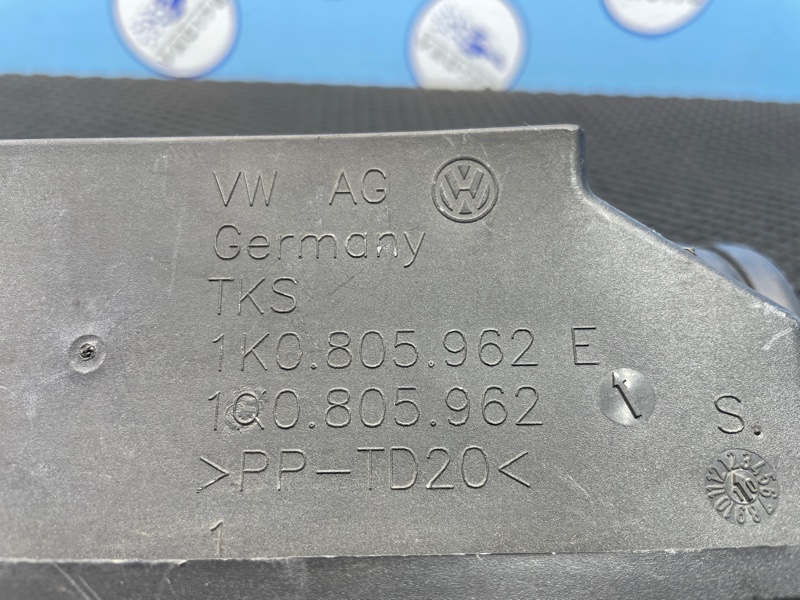 VW AG
Germany
TKS
1K0.805.962 E
1Q0.805.962
>PP-TD20<
S.
1